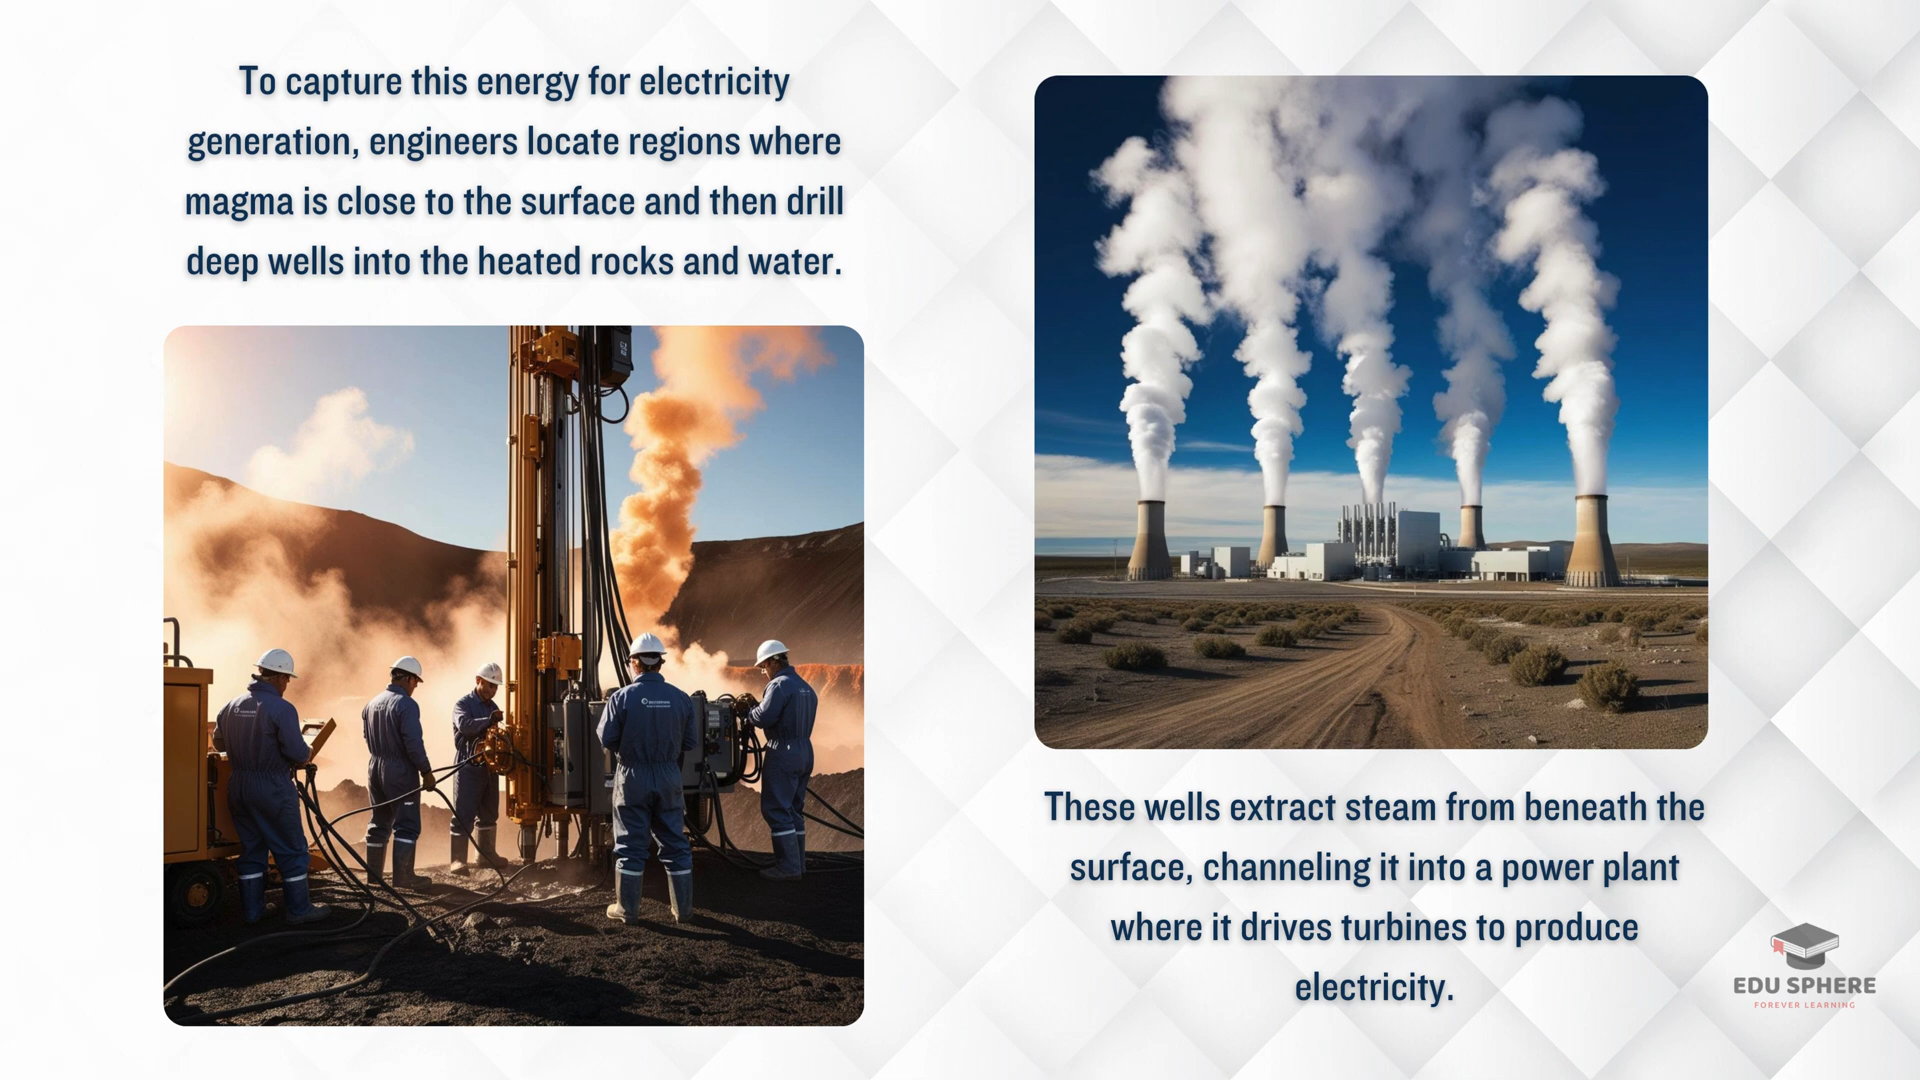 To capture this energy for electricity
generation, engineers locate regions where
magma is close to the surface and then drill
deep wells into the heated rocks and water.
These wells extract steam from beneath the
surface, channeling it into a power plant
where it drives turbines to produce
electricity.
EDU SPHERE
FOREVER LEARNING